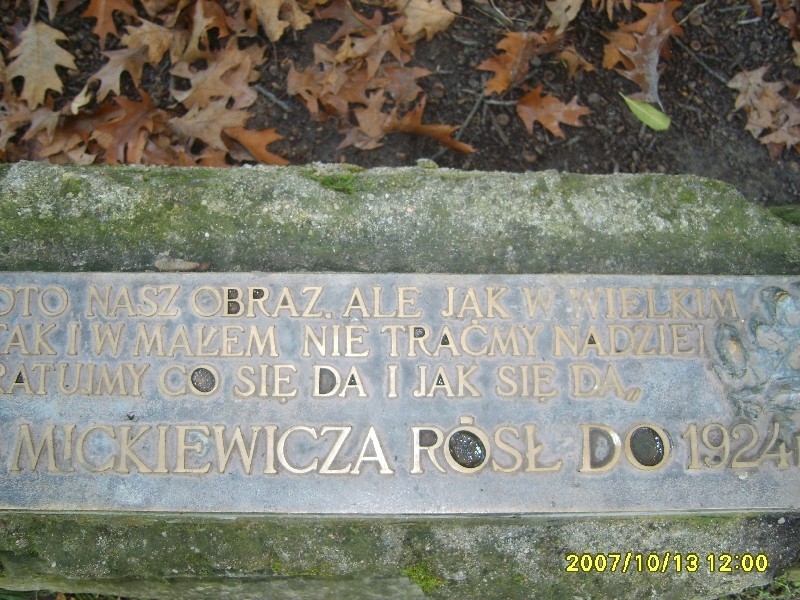 OTO NASZ OBRAZ. ALE JAK W WIELKIM
TAK I W MAŁEM NIE TRAĆMY NADZIEI
RATUJMY CO SIĘ DA I JAK SIĘ DA„
MICKIEWICZA RÓSŁ DO 1924
2007/10/13 12:00